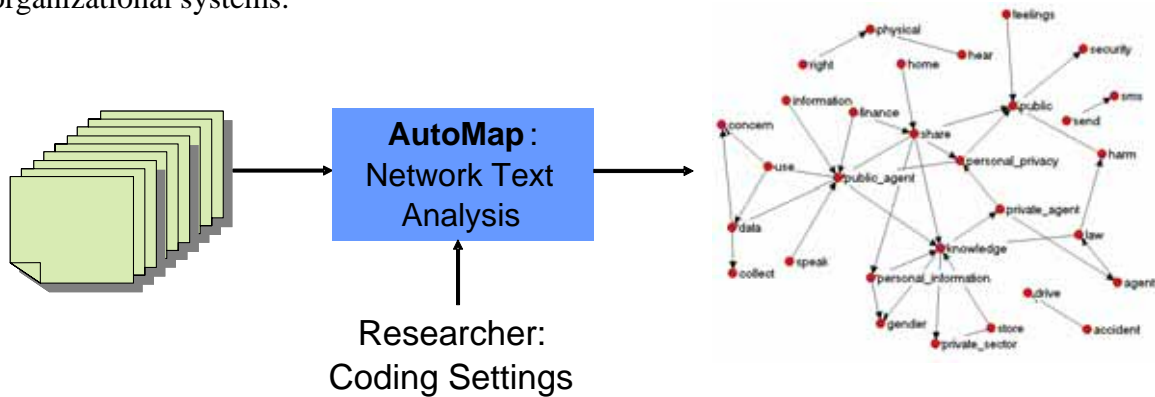 organizational systems.
AutoMap :
Network Text
Analysis
Researcher:
Coding Settings
feelings
physical
security
hear
right
home
information
finance
public
sms
send
concern
share
harm
use
personal_privacy
public_agent
private_agent
data
law
knowledge
speak
collect
personal_information
agent
drive
gender
store
accident
private_sector